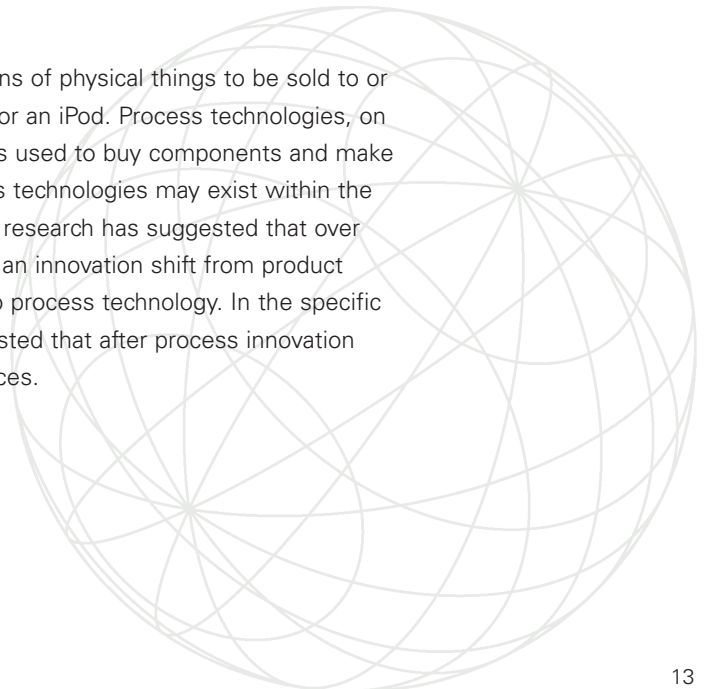 ns of physical things to be sold to or
or an iPod. Process technologies, on
s used to buy components and make
s technologies may exist within the
research has suggested that over
an innovation shift from product
o process technology. In the specific
sted that after process innovation
ces.
13